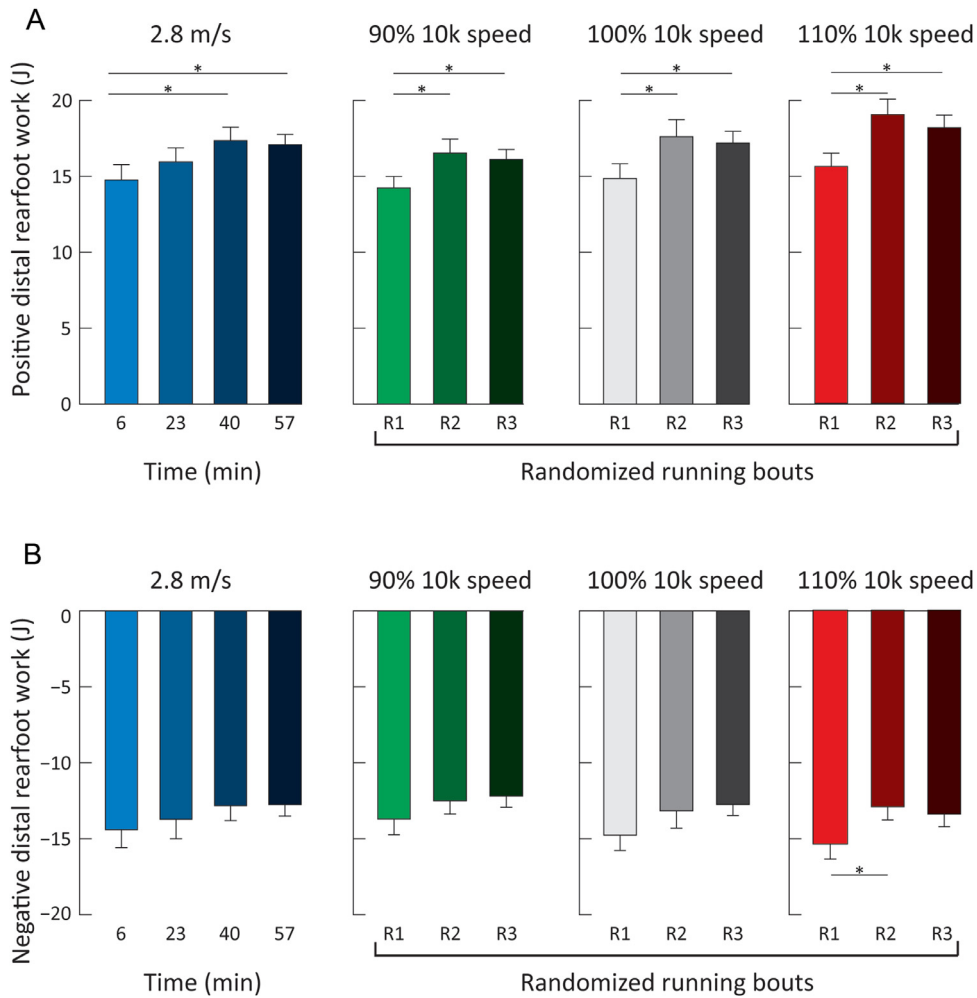 A
2.8 m/s 90% 10k speed 100% 10k speed 110% 10k speed
Positive distal rearfoot work (J)
* * * *
* * * *
20
15
10
5
0
6 23 40 57 R1 R2 R3 R1 R2 R3 R1 R2 R3
Time (min) Randomized running bouts
B
2.8 m/s 90% 10k speed 100% 10k speed 110% 10k speed
Negative distal rearfoot work (J)
0
−5
−10
−15
*
−20
6 23 40 57 R1 R2 R3 R1 R2 R3 R1 R2 R3
Time (min) Randomized running bouts